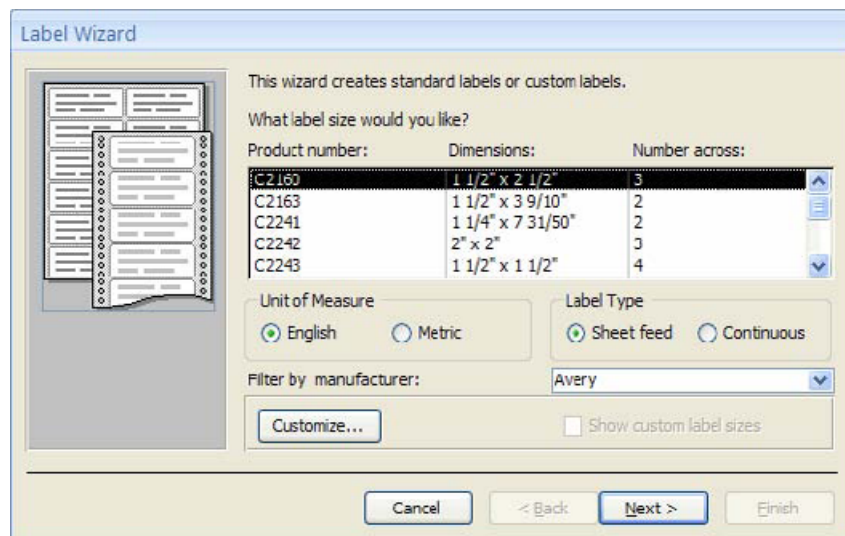 Label Wizard
This wizard creates standard labels or custom labels.
What label size would you like?
Product number: Dimensions: Number across:
C2160 1 1/2" x 2 1/2" 3
C2163 1 1/2" x 3 9/10" 2
C2241 1 1/4" x 7 31/50" 2
C2242 2" x 2" 3
C2243 1 1/2" x 1 1/2" 4
Unit of Measure Label Type
English Metric Sheet feed Continuous
Filter by manufacturer: Avery
Customize... Show custom label sizes
Cancel < Back Next > Finish